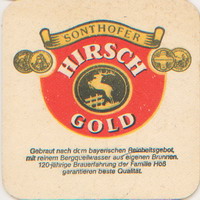 SONTHOFER
HIRSCH
GOLD
Gebraut nach dem bayerischen Reinheitsgebot,
mit reinem Bergquellwasser aus eigenen Brunnen.
120-jährige Brauerfahrung der Familie Höß
garantieren beste Qualität.